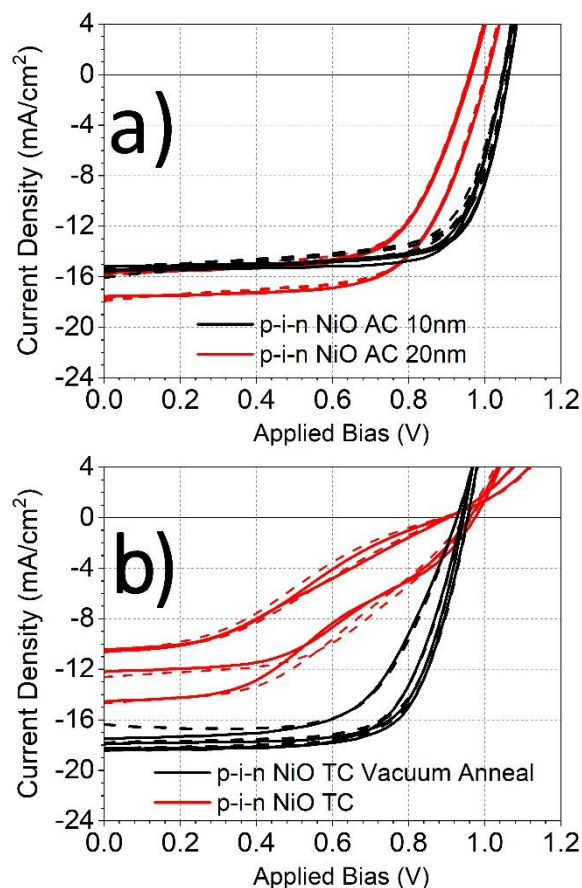 4
0
-4
-8
-12
-16
-20
-24
Current Density (mA/cm²)
a)
p-i-n NiO AC 10nm
p-i-n NiO AC 20nm
0.0 0.2 0.4 0.6 0.8 1.0 1.2
Applied Bias (V)
4
0
-4
-8
-12
-16
-20
-24
Current Density (mA/cm²)
b)
p-i-n NiO TC Vacuum Anneal
p-i-n NiO TC
0.0 0.2 0.4 0.6 0.8 1.0 1.2
Applied Bias (V)